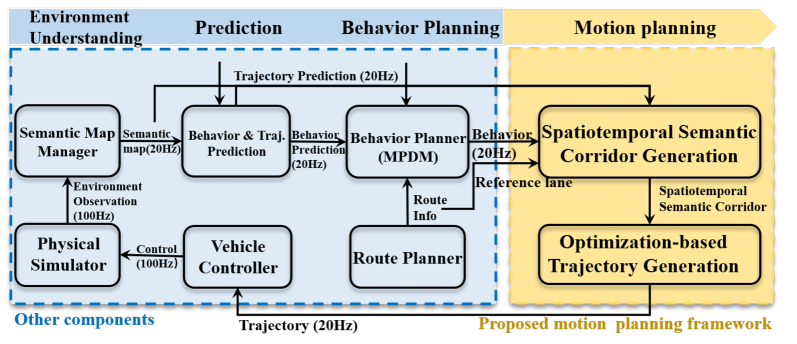 Environment
Understanding
Prediction
Behavior Planning
Motion planning
Trajectory Prediction (20Hz)
Semantic Map
Manager
Semantic
map(20Hz)
Behavior & Traj.
Prediction
Behavior
Prediction
(20Hz)
Behavior Planner
(MPDM)
Behavior
(20Hz)
Reference lane
Spatiotemporal Semantic
Corridor Generation
Environment
Observation
(100Hz)
Route
Info
Spatiotemporal
Semantic Corridor
Physical
Simulator
Control
(100Hz)
Vehicle
Controller
Route Planner
Optimization-based
Trajectory Generation
Other components
Trajectory (20Hz)
Proposed motion planning framework